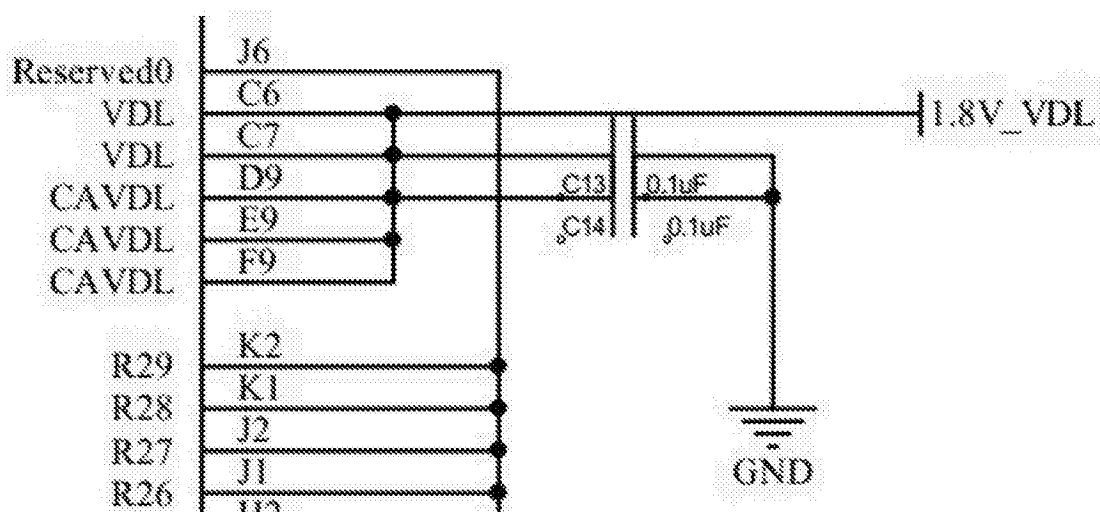 J6
Reserved0
C6
VDL
1.8V_VDL
C7
VDL
D9
CAVDL
C13 0.1uF
E9
CAVDL
C14 0.1uF
F9
CAVDL
K2
R29
K1
R28
J2
R27
GND
J1
R26